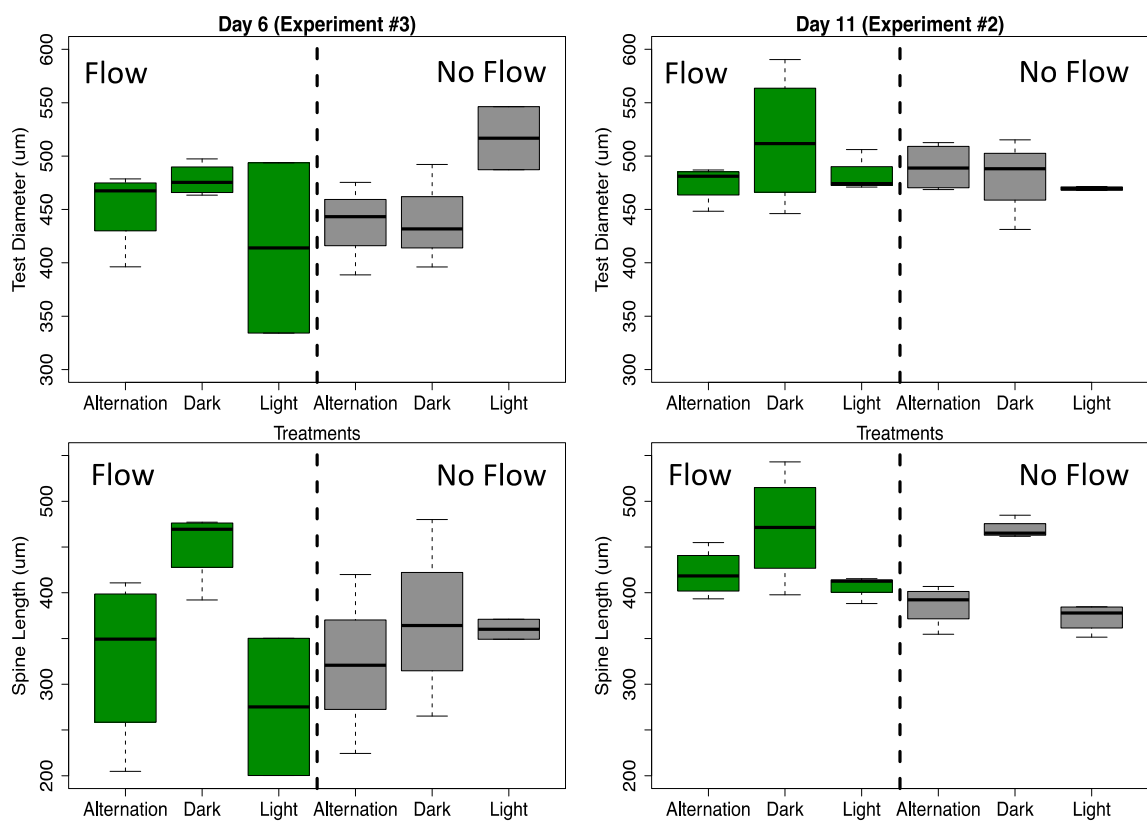 Day 6 (Experiment #3)
Flow
No Flow
Test Diameter (um)
600
550
500
450
400
350
300
Alternation Dark Light Alternation Dark Light
Treatments
Day 11 (Experiment #2)
Flow
No Flow
Test Diameter (um)
600
550
500
450
400
350
300
Alternation Dark Light Alternation Dark Light
Treatments
Flow
No Flow
Spine Length (um)
500
400
300
200
Alternation Dark Light Alternation Dark Light
Flow
No Flow
Spine Length (um)
500
400
300
200
Alternation Dark Light Alternation Dark Light